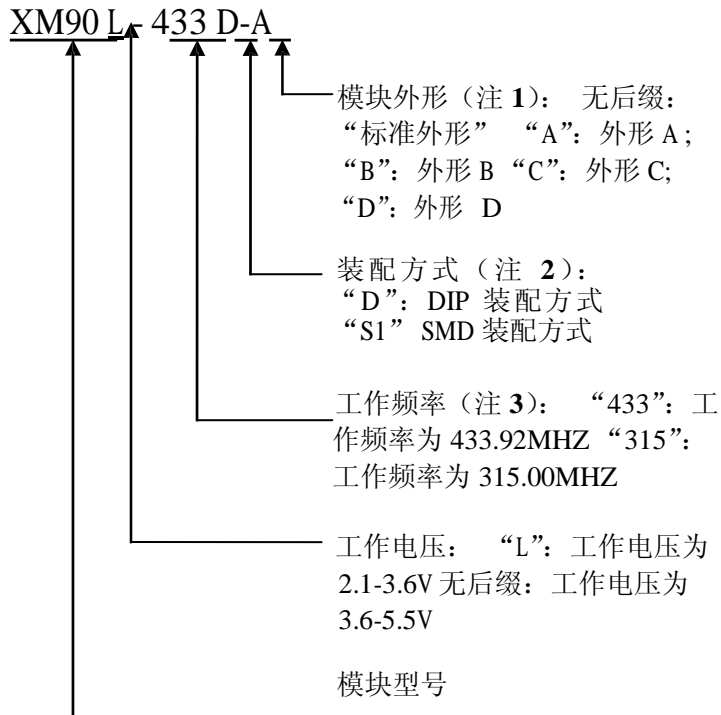 XM90 L - 433 D-A
模块外形（注 1）： 无后缀：
“标准外形” “A”：外形 A ;
“B”：外形 B “C”：外形 C;
“D”：外形 D
装配方式（注 2）：
“D”：DIP 装配方式
“S1” SMD 装配方式
工作频率（注 3）： “433”：工
作频率为 433.92MHZ “315”：
工作频率为 315.00MHZ
工作电压： “L”：工作电压为
2.1-3.6V 无后缀：工作电压为
3.6-5.5V
模块型号